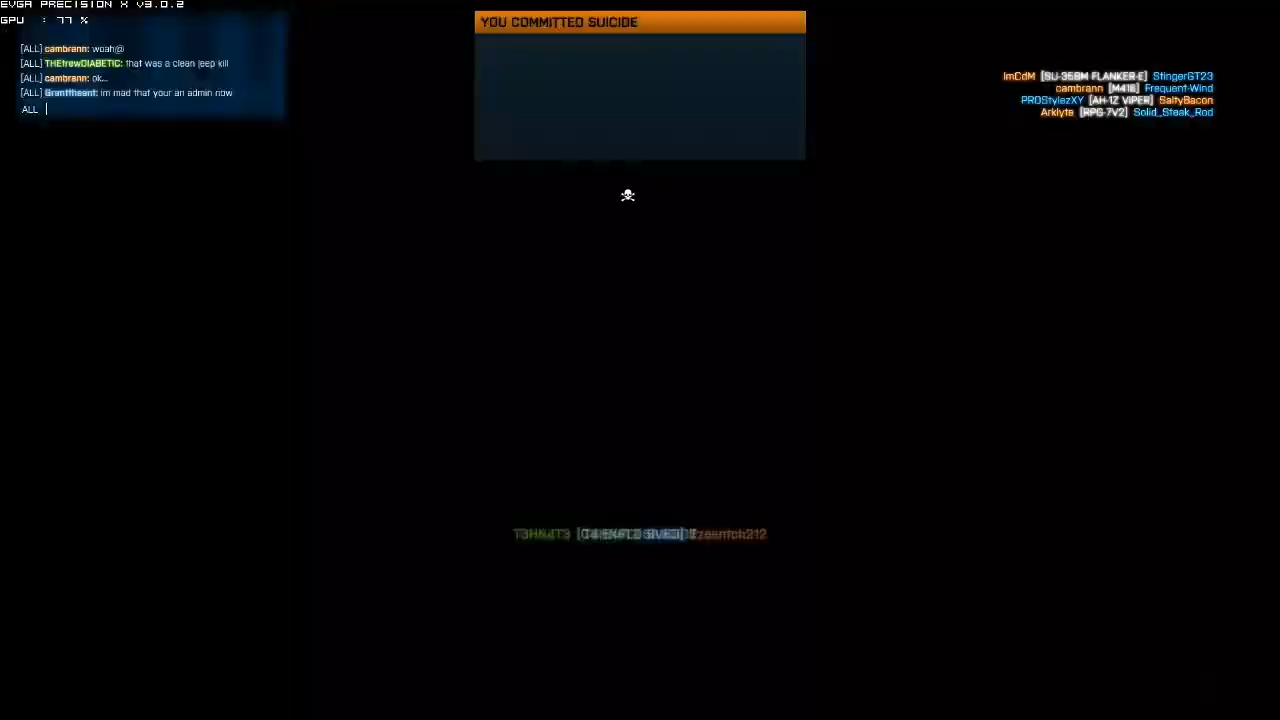 EVGA PRECISION X v3.0.2
GPU : 77 %
YOU COMMITTED SUICIDE
[ALL] cambrann: woah@
[ALL] THEtrewDIABETIC: that was a clean jeep kill
[ALL] cambrann: ok...
[ALL] Granttheant: im mad that your an admin now
ALL
ImCdM [SU-35BM FLANKER-E] StingerGT23
cambrann [M416] Frequent-Wind
PROStylezXY [AH-1Z VIPER] SaltyBacon
Arklyte [RPG-7V2] Solid_Steak_Rod